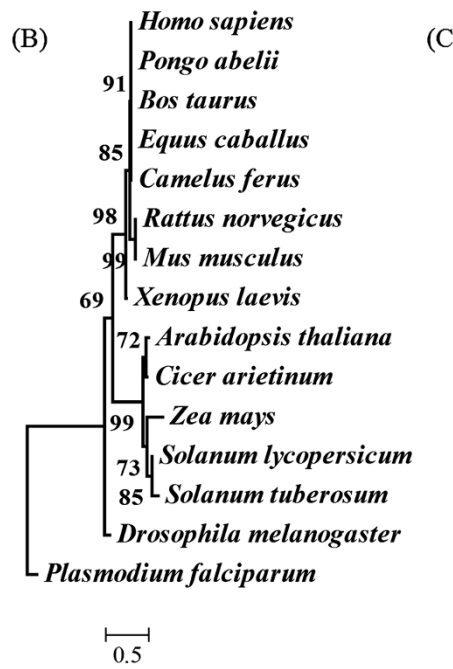 Homo sapiens
(B)
(C
Pongo abelii
91
Bos taurus
Equus caballus
85
Camelus ferus
98
Rattus norvegicus
99
Mus musculus
69
Xenopus laevis
72
Arabidopsis thaliana
Cicer arietinum
99
Zea mays
73
Solanum lycopersicum
85
Solanum tuberosum
Drosophila melanogaster
Plasmodium falciparum
0.5